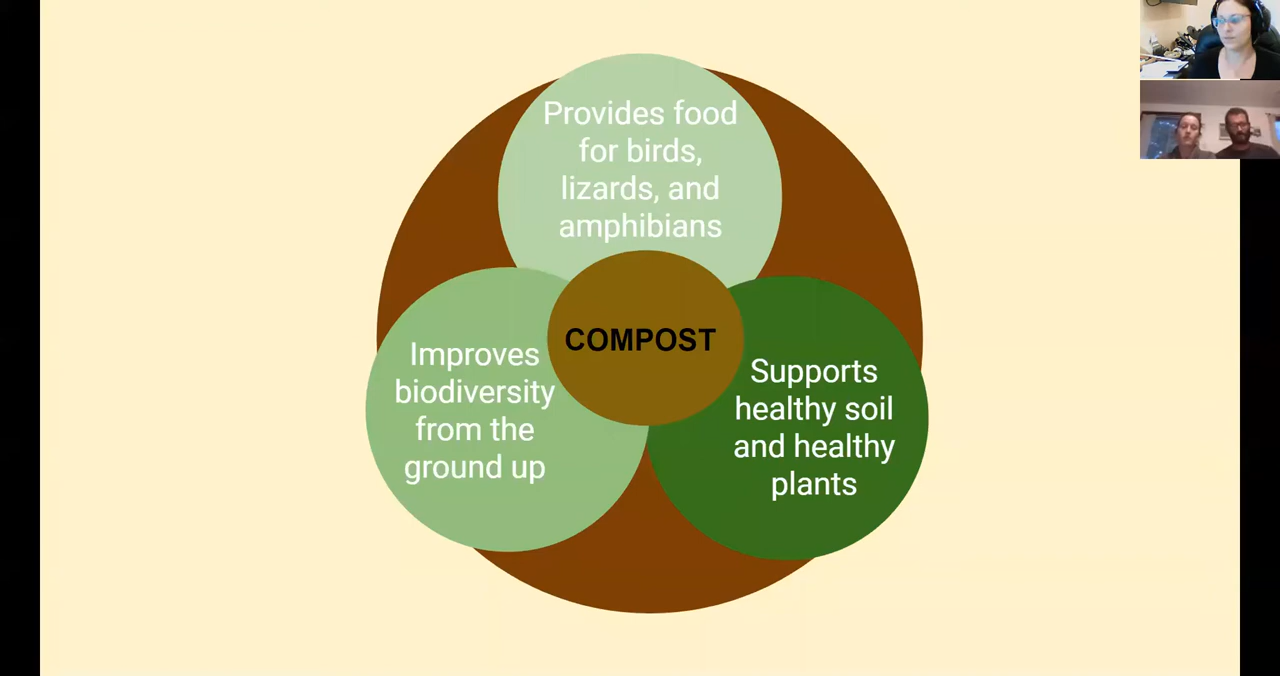 Provides food
for birds,
lizards, and
amphibians
COMPOST
Improves
biodiversity
from the
ground up
Supports
healthy soil
and healthy
plants